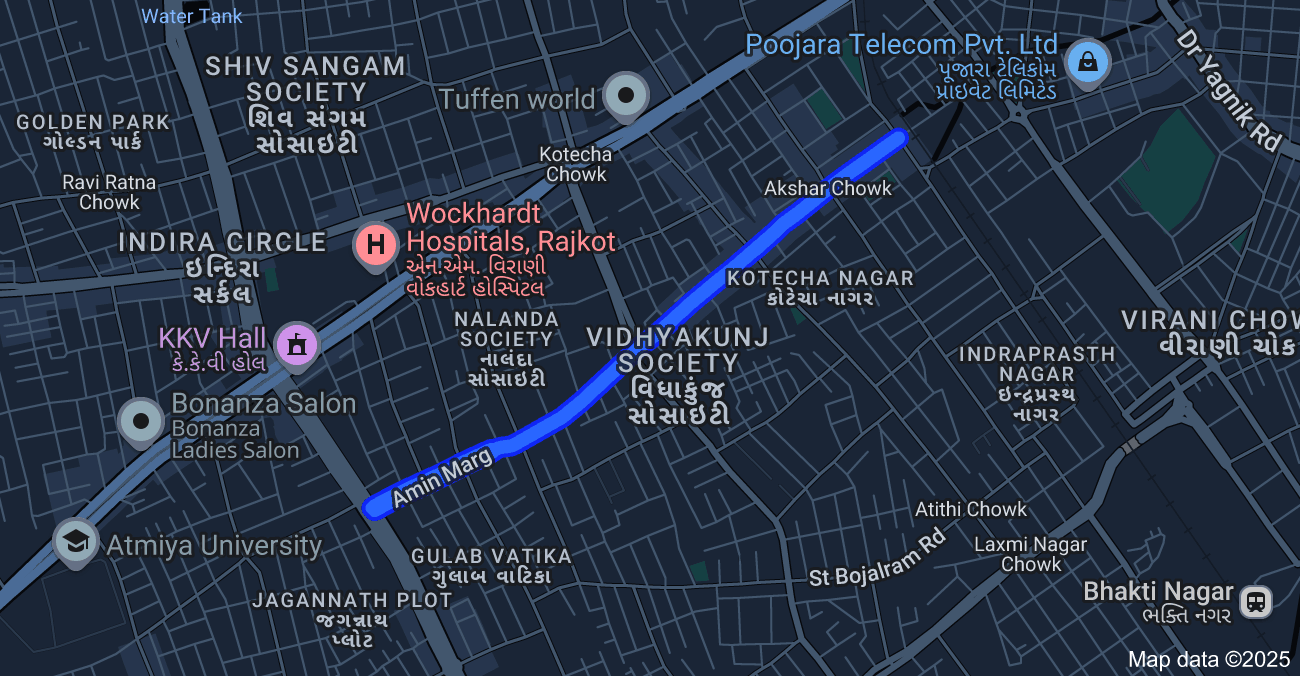 Water Tank
Poojara Telecom Pvt. Ltd
પૂજારા ટેલિકોમ
પ્રાઇવેટ લિમિટેડ
Dr Yagnik Rd
SHIV SANGAM
SOCIETY
શિવ સંગમ
સોસાઇટી
Tuffen world
GOLDEN PARK
ગોલ્ડન પાર્ક
Kotecha
Chowk
Ravi Ratna
Chowk
Akshar Chowk
Wockhardt
Hospitals, Rajkot
એન.એમ. વિરાણી
વોકહાર્ટ હોસ્પિટલ
INDIRA CIRCLE
ઇન્દિરા
સર્કલ
KOTECHA NAGAR
કોટેચા નાગર
NALANDA
SOCIETY
નાલંદા
સોસાઇટી
VIDHYAKUNJ
SOCIETY
વિધાકુંજ
સોસાઇટી
VIRANI CHOW
વીરાણી ચોક
KKV Hall
કે.કે.વી હોલ
INDRAPRASTH
NAGAR
ઇન્દ્રપ્રસ્થ
નાગર
Bonanza Salon
Bonanza
Ladies Salon
Amin Marg
Atithi Chowk
Atmiya University
St Bojalram Rd
Laxmi Nagar
Chowk
GULAB VATIKA
ગુલાબ વાટિકા
JAGANNATH PLOT
જગન્નાથ
પ્લોટ
Bhakti Nagar
ભક્તિ નગર
Map data ©2025